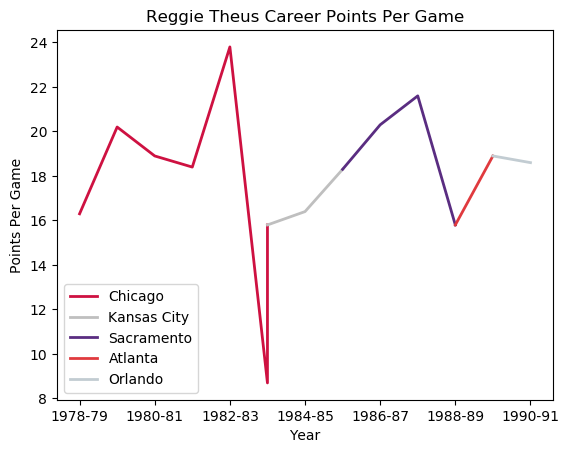 Reggie Theus Career Points Per Game
24
22
20
18
16
14
12
10
8
Points Per Game
Chicago
Kansas City
Sacramento
Atlanta
Orlando
1978-79 1980-81 1982-83 1984-85 1986-87 1988-89 1990-91
Year